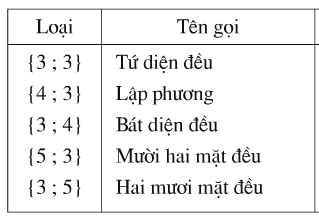 Loại Tên gọi
{3 ; 3} Tứ diện đều
{4 ; 3} Lập phương
{3 ; 4} Bát diện đều
{5 ; 3} Mười hai mặt đều
{3 ; 5} Hai mươi mặt đều